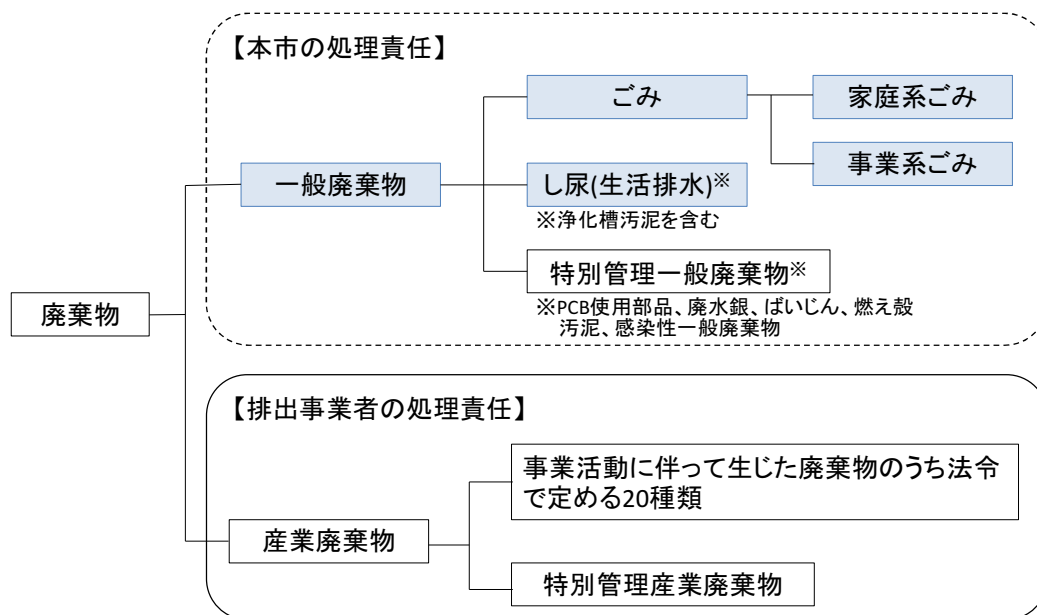 【本市の処理責任】
ごみ
家庭系ごみ
事業系ごみ
一般廃棄物
し尿(生活排水)※
※浄化槽汚泥を含む
特別管理一般廃棄物※
※PCB使用部品、廃水銀、ばいじん、燃え殻
汚泥、感染性一般廃棄物
廃棄物
【排出事業者の処理責任】
事業活動に伴って生じた廃棄物のうち法令
で定める20種類
産業廃棄物
特別管理産業廃棄物